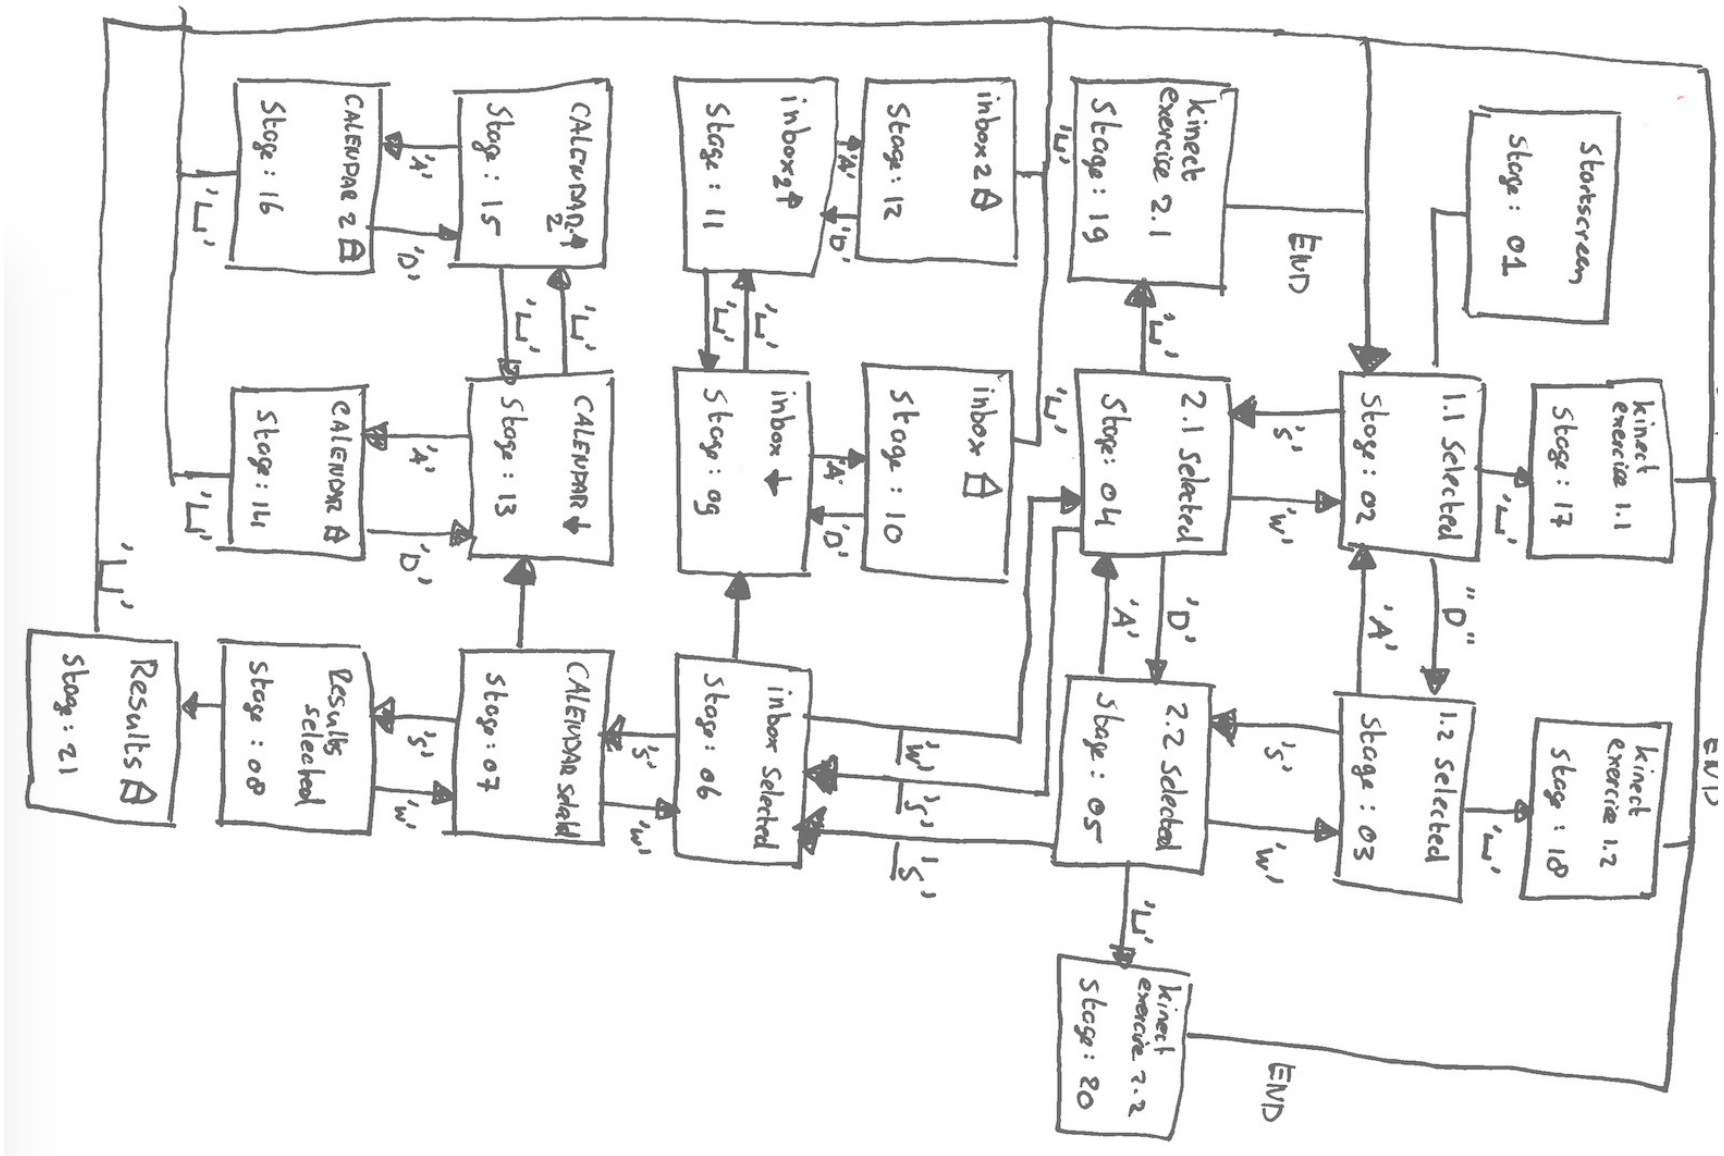 END
Startscreen
Stage: 01
kinect
exercise 1.1
Stage: 17
kinect
exercise 1.2
Stage: 18
'␣'
'␣'
1.1 Selected
Stage: 02
"D"
'A'
1.2 Selected
Stage: 03
END
'S'
'W'
'S'
'W'
END
kinect
exercise 2.1
Stage: 19
'␣'
2.1 Selected
Stage: 04
'D'
'A'
2.2 Selected
Stage: 05
'␣'
kinect
exercise 2.2
Stage: 20
'␣'
'␣'
inbox 2
Stage: 12
inbox
Stage: 10
'W'
'S'
'S'
'A'
'D'
'A'
'D'
inbox 2
Stage: 11
'␣'
'␣'
inbox
Stage: 09
inbox Selected
Stage: 06
'S'
'W'
CALENDAR
2
Stage: 15
'␣'
'␣'
CALENDAR
Stage: 13
CALENDAR Selectd
Stage: 07
'A'
'D'
'A'
'D'
'S'
'W'
CALENDAR 2
Stage: 16
CALENDAR
Stage: 14
Results
selected
Stage: 08
'␣'
'␣'
'␣'
Results
Stage: 21